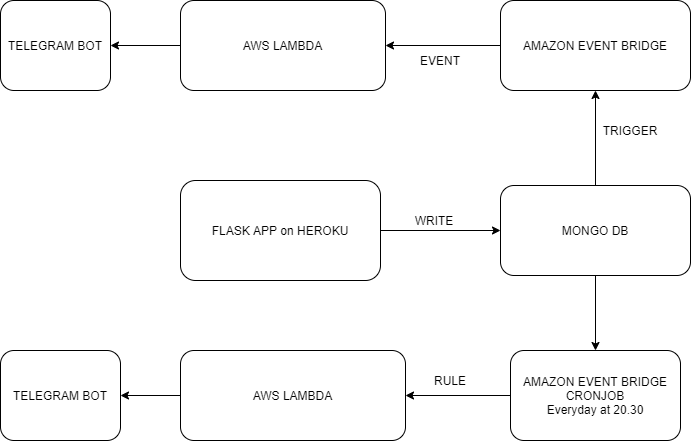 TELEGRAM BOT
AWS LAMBDA
EVENT
AMAZON EVENT BRIDGE
TRIGGER
FLASK APP on HEROKU
WRITE
MONGO DB
TELEGRAM BOT
AWS LAMBDA
RULE
AMAZON EVENT BRIDGE
CRONJOB
Everyday at 20.30